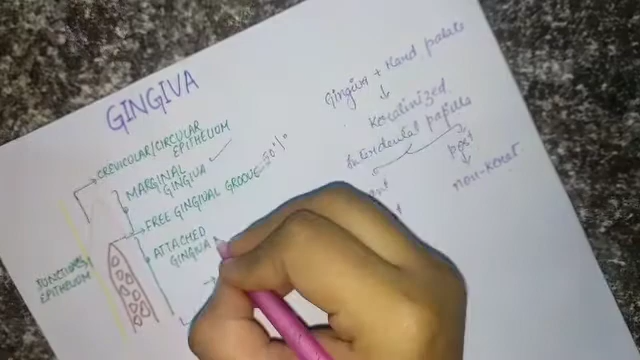 GINGIVA
CREVICULAR/CIRCULAR
EPITHELIUM
MARGINAL
GINGIVA
FREE GINGIVAL GROOVE
ATTACHED
GINGIVA
JUNCTIONAL
EPITHELIUM
Gingiva + Hard palate
Keratinized
Interdental papilla
Post
non-kerat